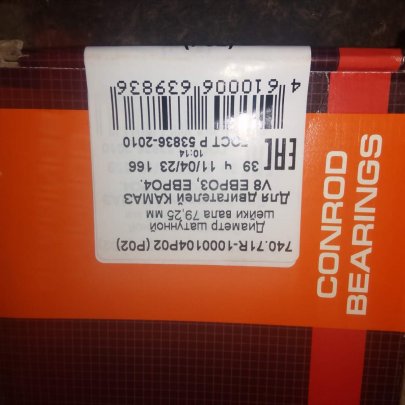 740.71R-1000104P02 (P02)
Диаметр шатунной
шейки вала 79,25 мм
Для двигателей КАМАЗ
V8 ЕВРО3, ЕВРО4.
39 ч 11/04/23 166
10:14
ГОСТ Р 53836-2010
EAC
4 610006 639836
CONROD
BEARINGS